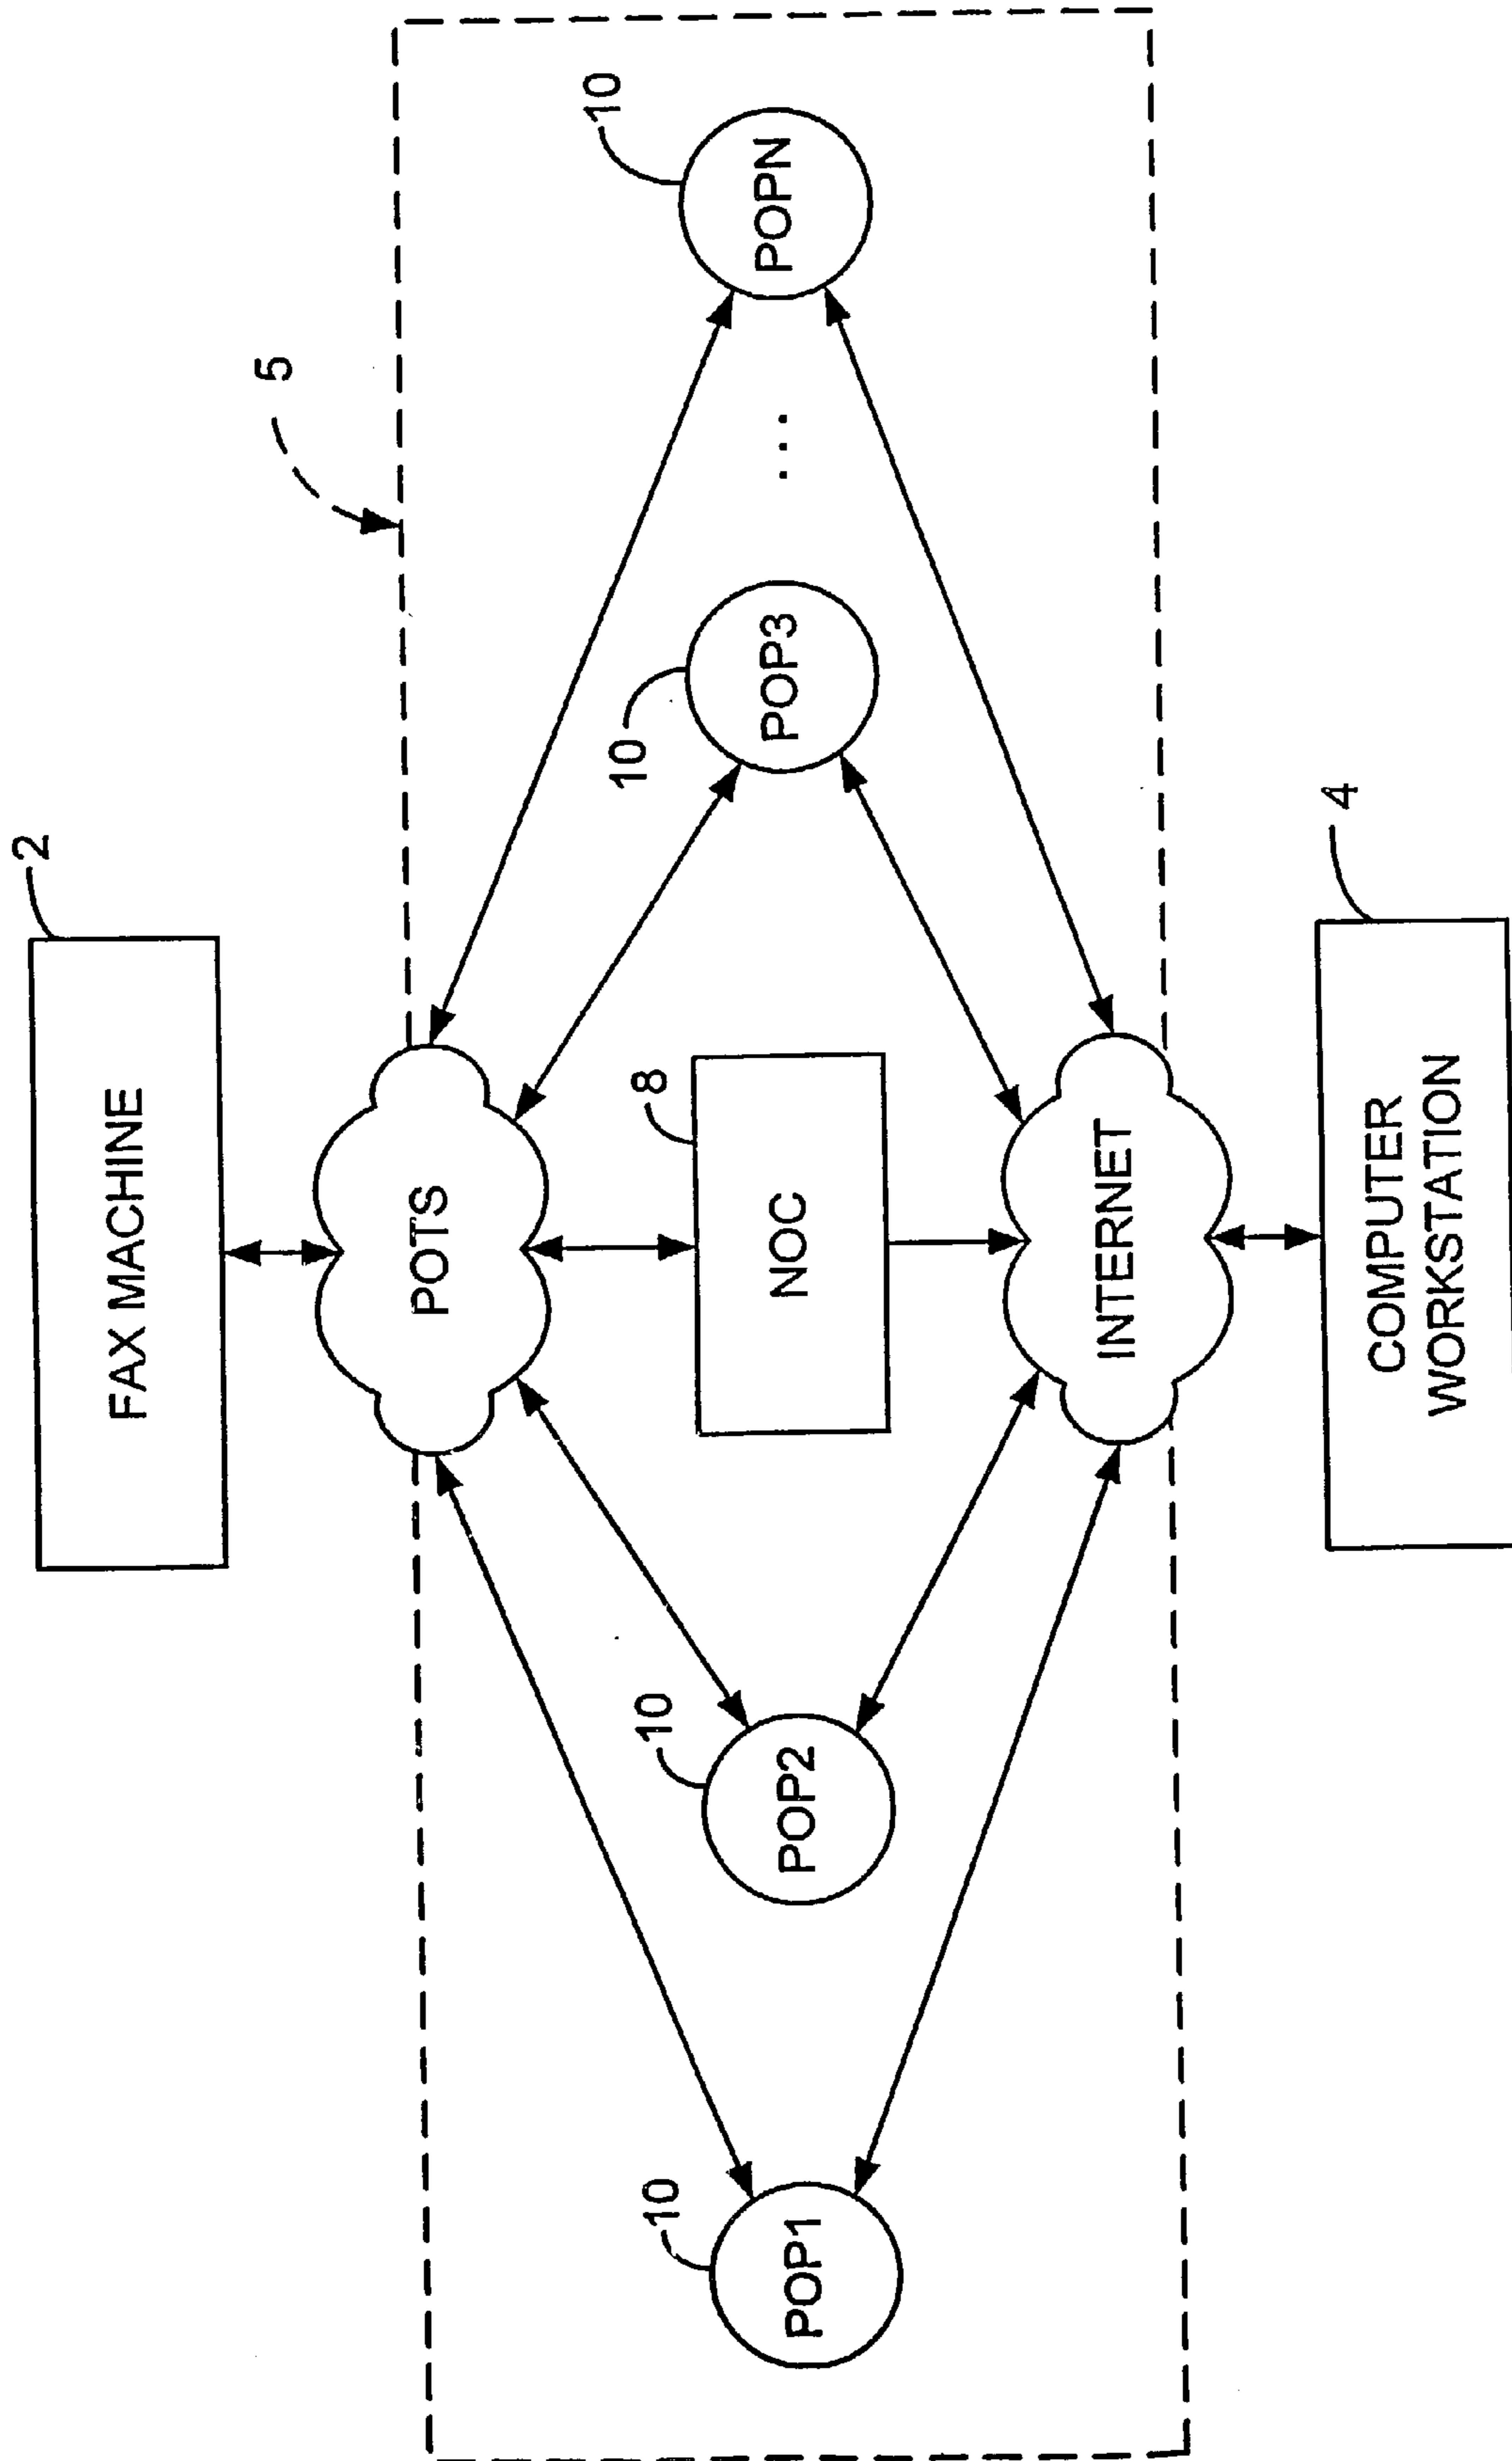 2
FAX MACHINE
5
POTS
10
10
8
10
10
POP1
POP2
NOC
POP3
...
POPN
INTERNET
4
COMPUTER
WORKSTATION